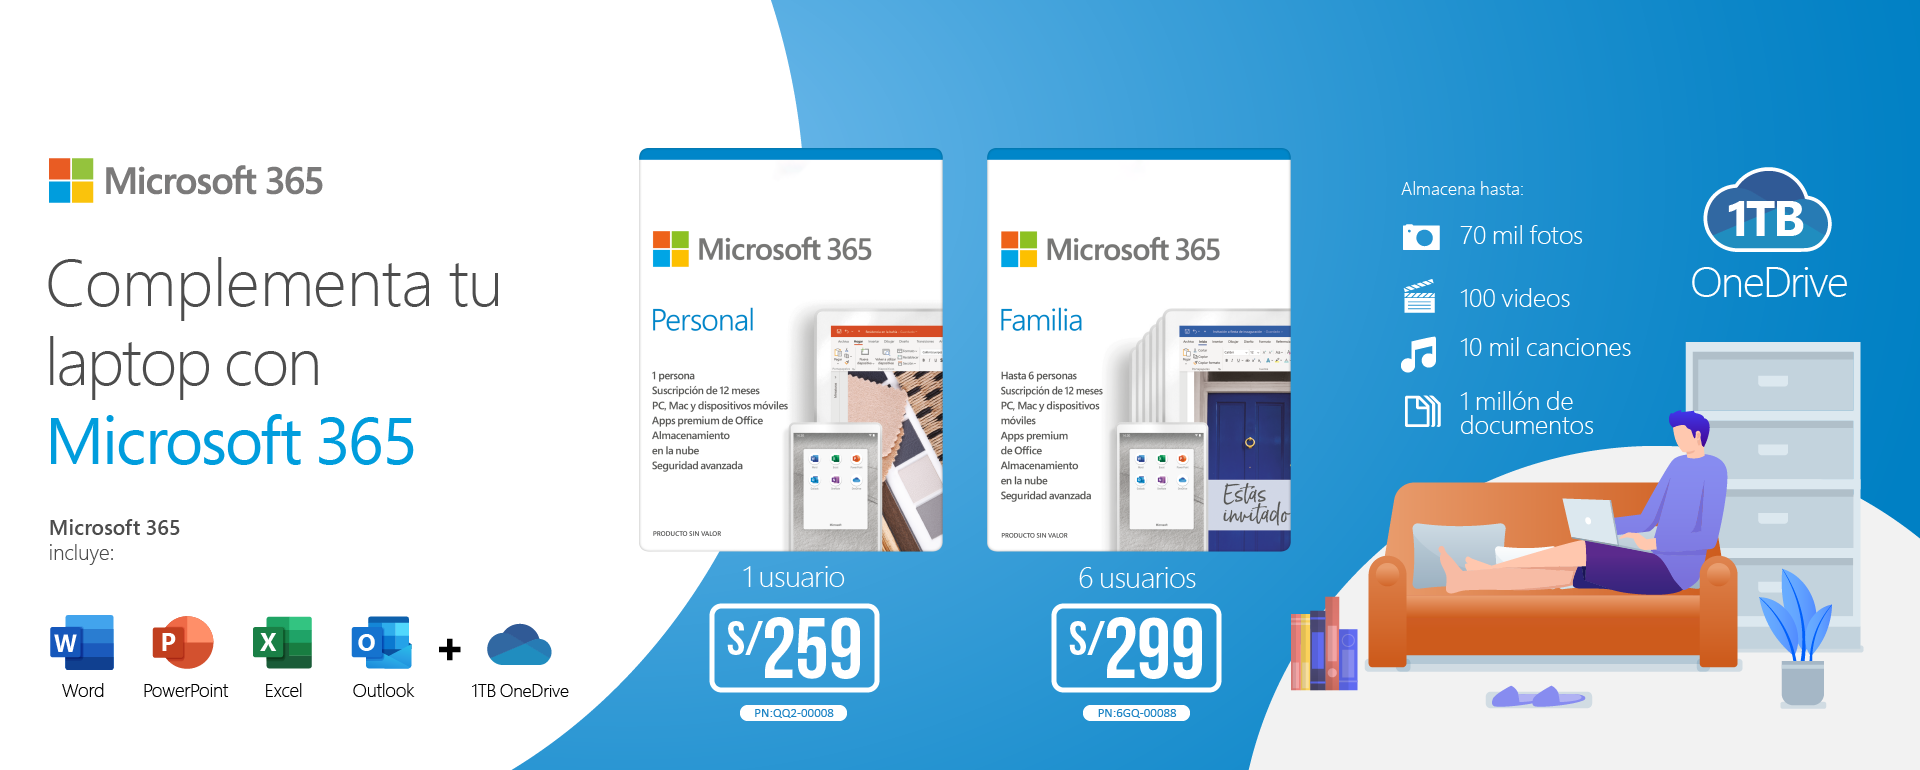 Microsoft 365
Complementa tu
laptop con
Microsoft 365
Microsoft 365
incluye:
W
Word
P
PowerPoint
X
Excel
O
Outlook
+
1TB OneDrive
Microsoft 365
Personal
1 persona
Suscripción de 12 meses
PC, Mac y dispositivos móviles
Apps premium de Office
Almacenamiento
en la nube
Seguridad avanzada
PRODUCTO SIN VALOR
1 usuario
S/259
PN:QQ2-00008
Microsoft 365
Familia
Hasta 6 personas
Suscripción de 12 meses
PC, Mac y dispositivos
móviles
Apps premium
de Office
Almacenamiento
en la nube
Seguridad avanzada
Estás
invitado
PRODUCTO SIN VALOR
6 usuarios
S/299
PN:6GQ-00088
Almacena hasta:
70 mil fotos
100 videos
10 mil canciones
1 millón de
documentos
1TB
OneDrive